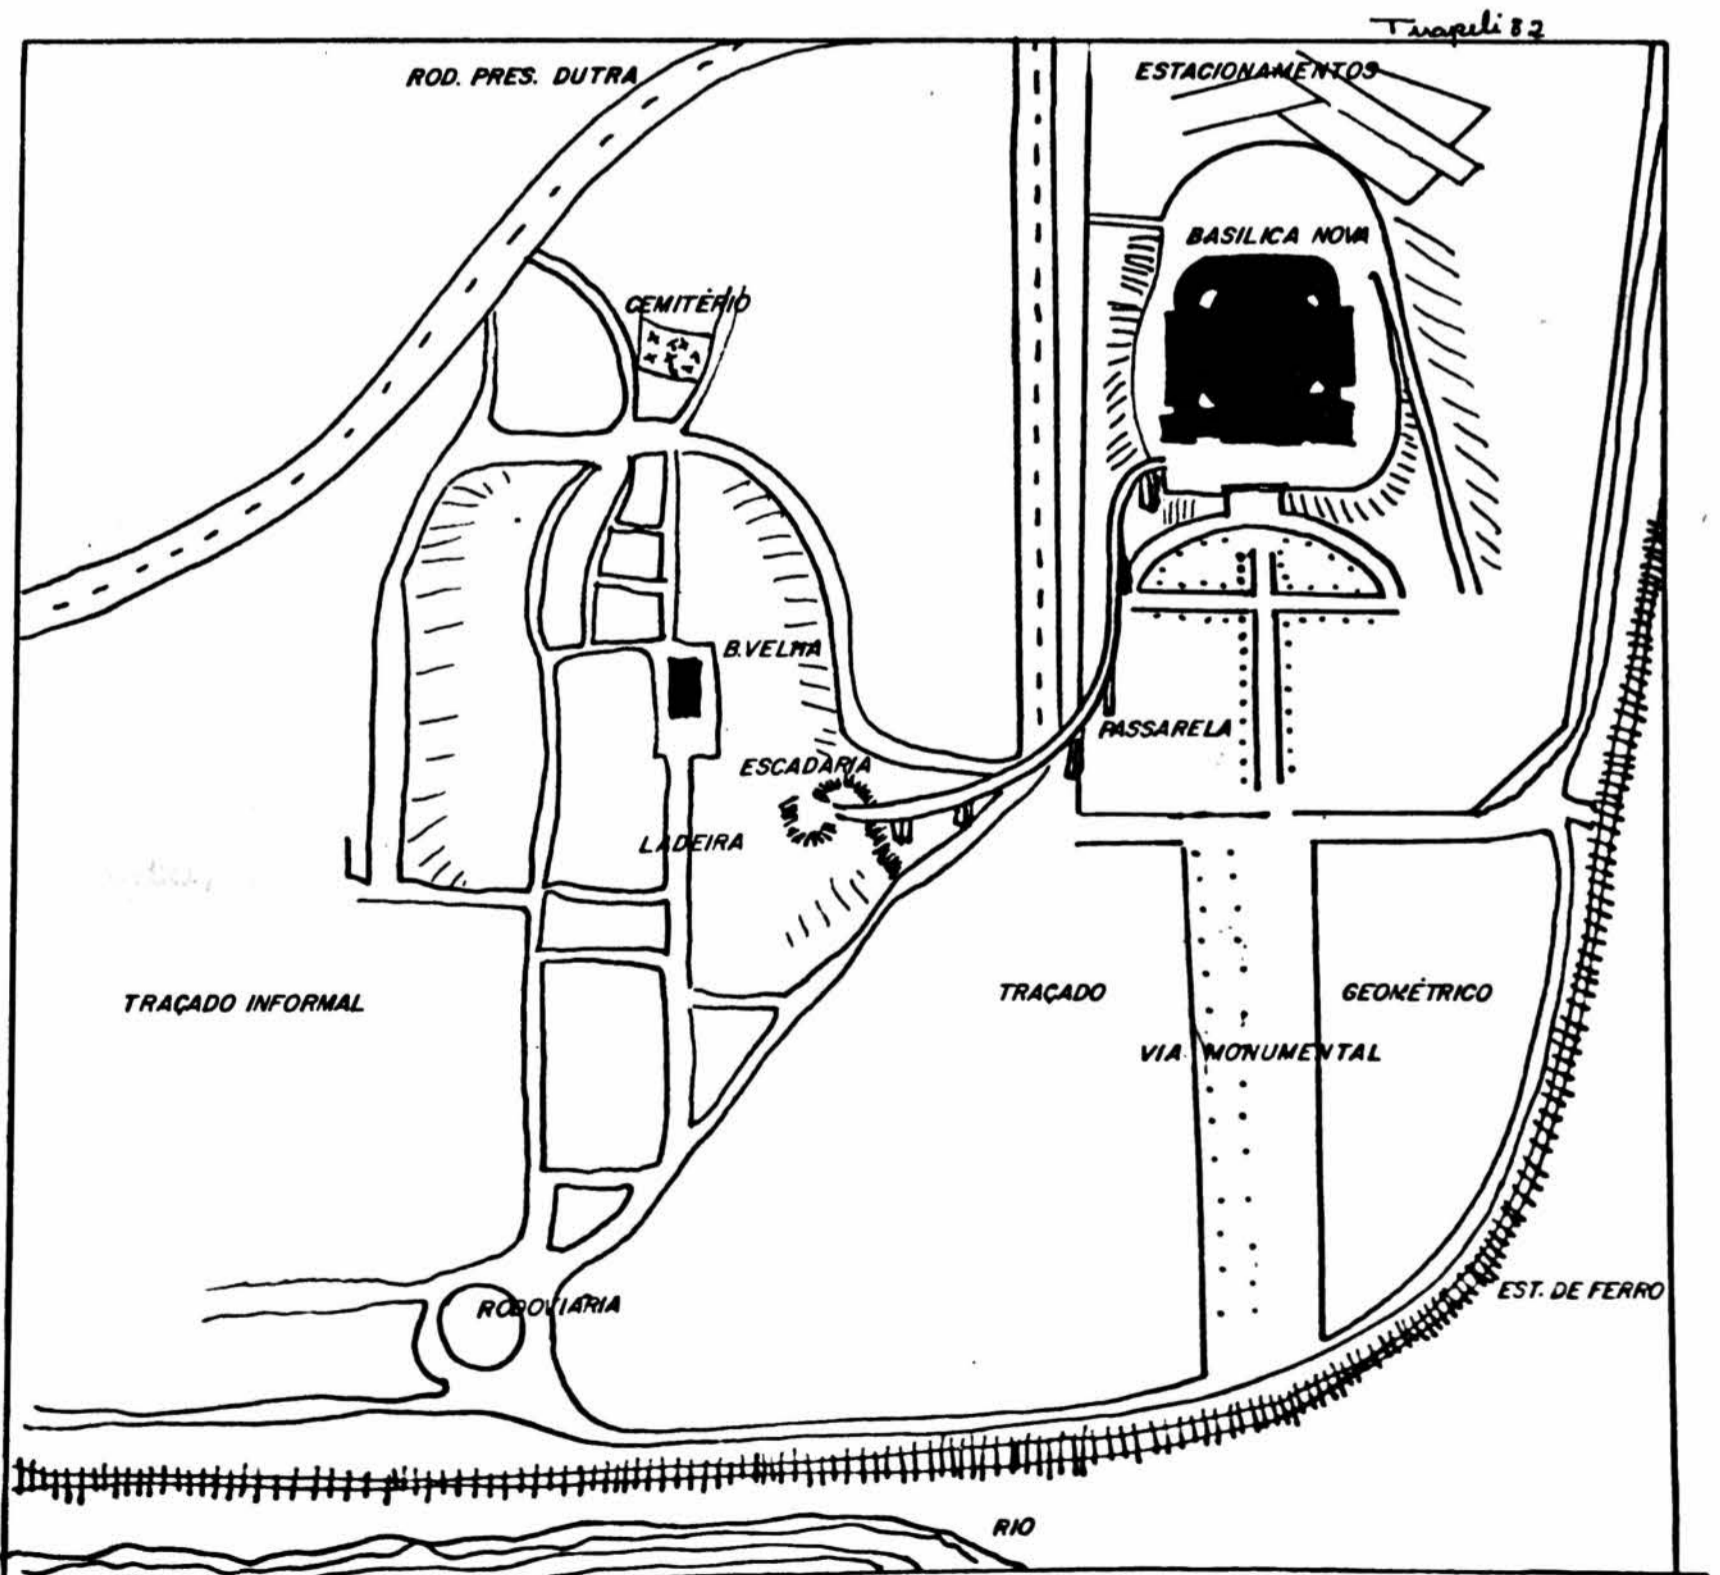 Tirapeli 82
ROD. PRES. DUTRA
ESTACIONAMENTOS
BASILICA NOVA
CEMITÉRIO
B. VELHA
PASSARELA
ESCADARIA
LADEIRA
TRAÇADO INFORMAL
TRAÇADO
GEOMÉTRICO
VIA MONUMENTAL
EST. DE FERRO
RODOVIARIA
RIO